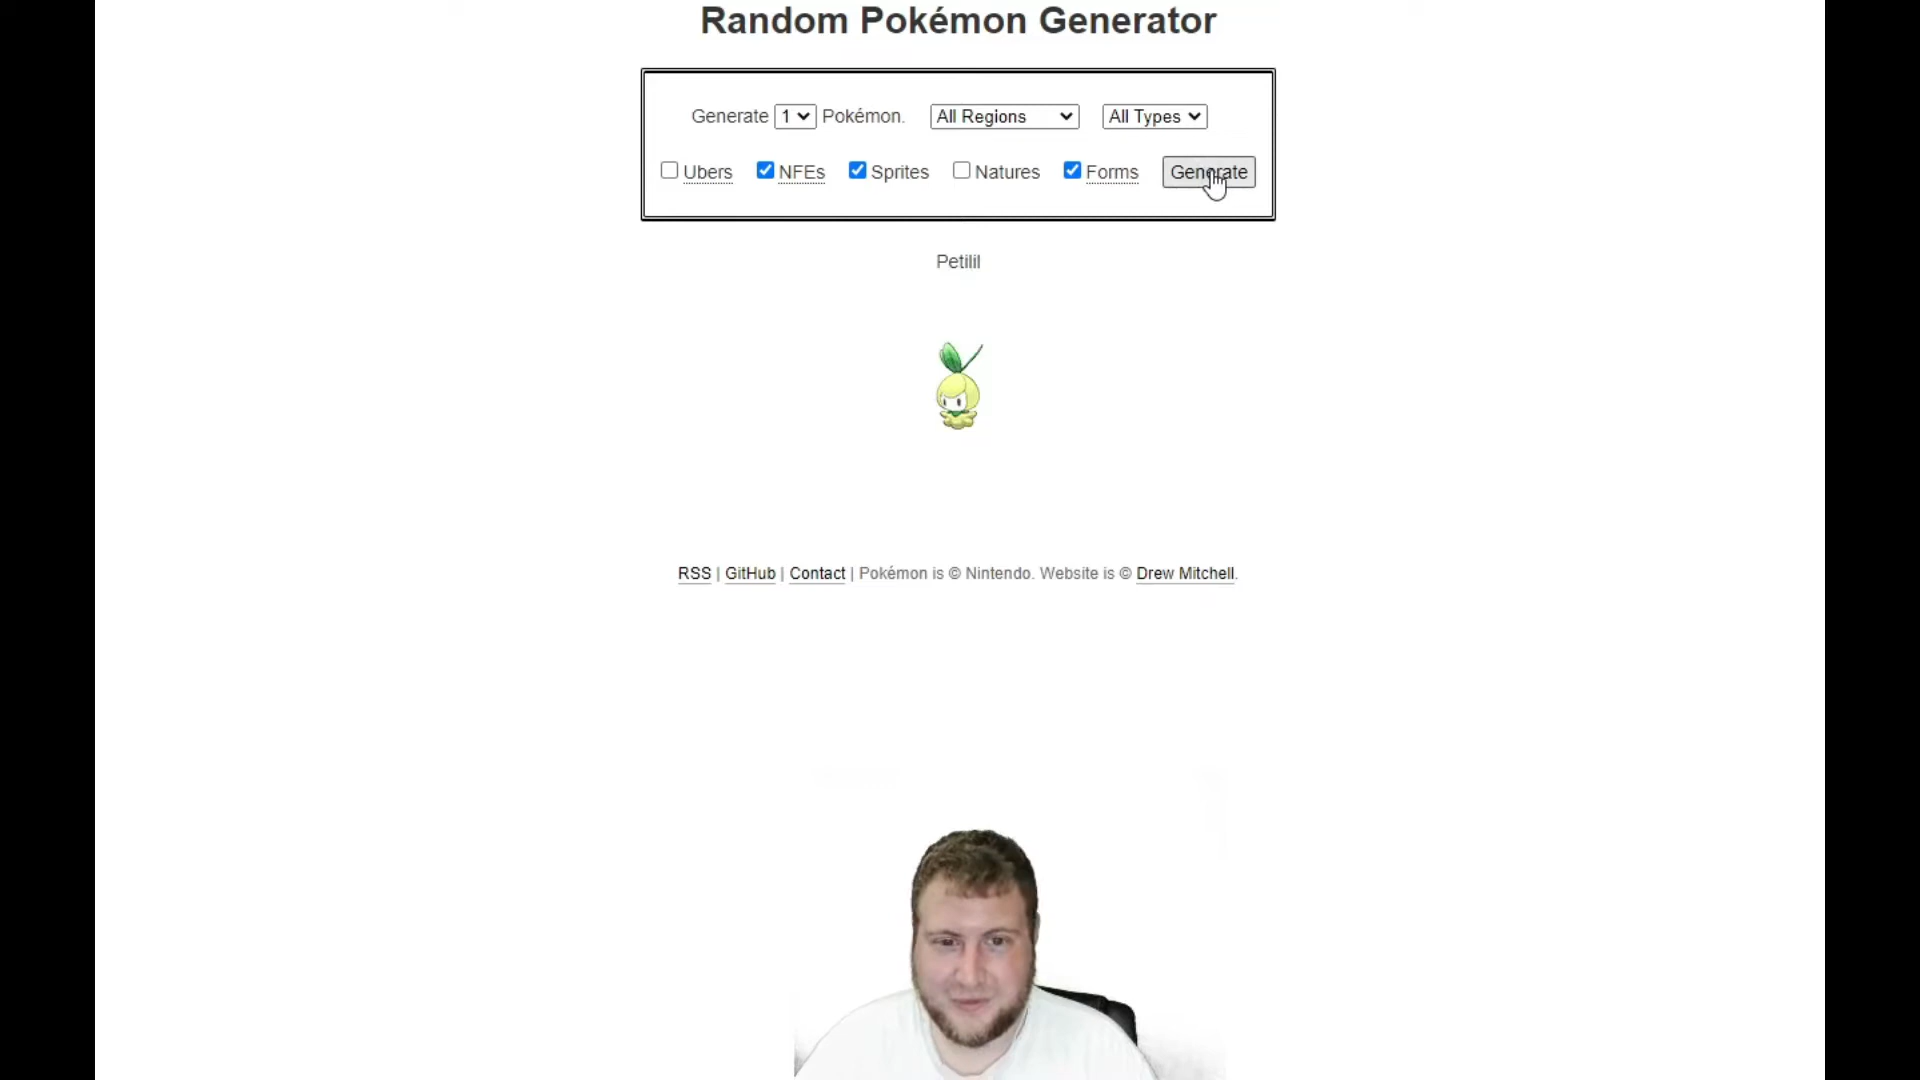 Random Pokémon Generator
Generate 1 Pokémon. All Regions All Types
Ubers NFEs Sprites Natures Forms Generate
Petilil
RSS | GitHub | Contact | Pokémon is © Nintendo. Website is © Drew Mitchell.